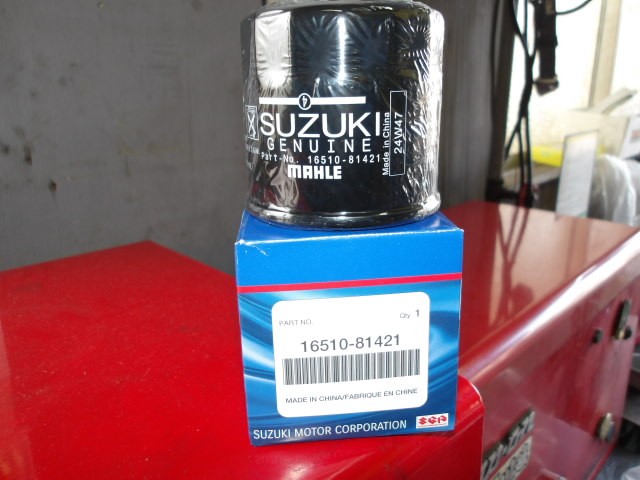 4
SUZUKI
GENUINE
Part-No. 16510-81421
MAHLE
Made in China
24W47
PART NO.
Qty. 1
16510-81421
MADE IN CHINA/FABRIQUE EN CHINE
SUZUKI MOTOR CORPORATION
SGP